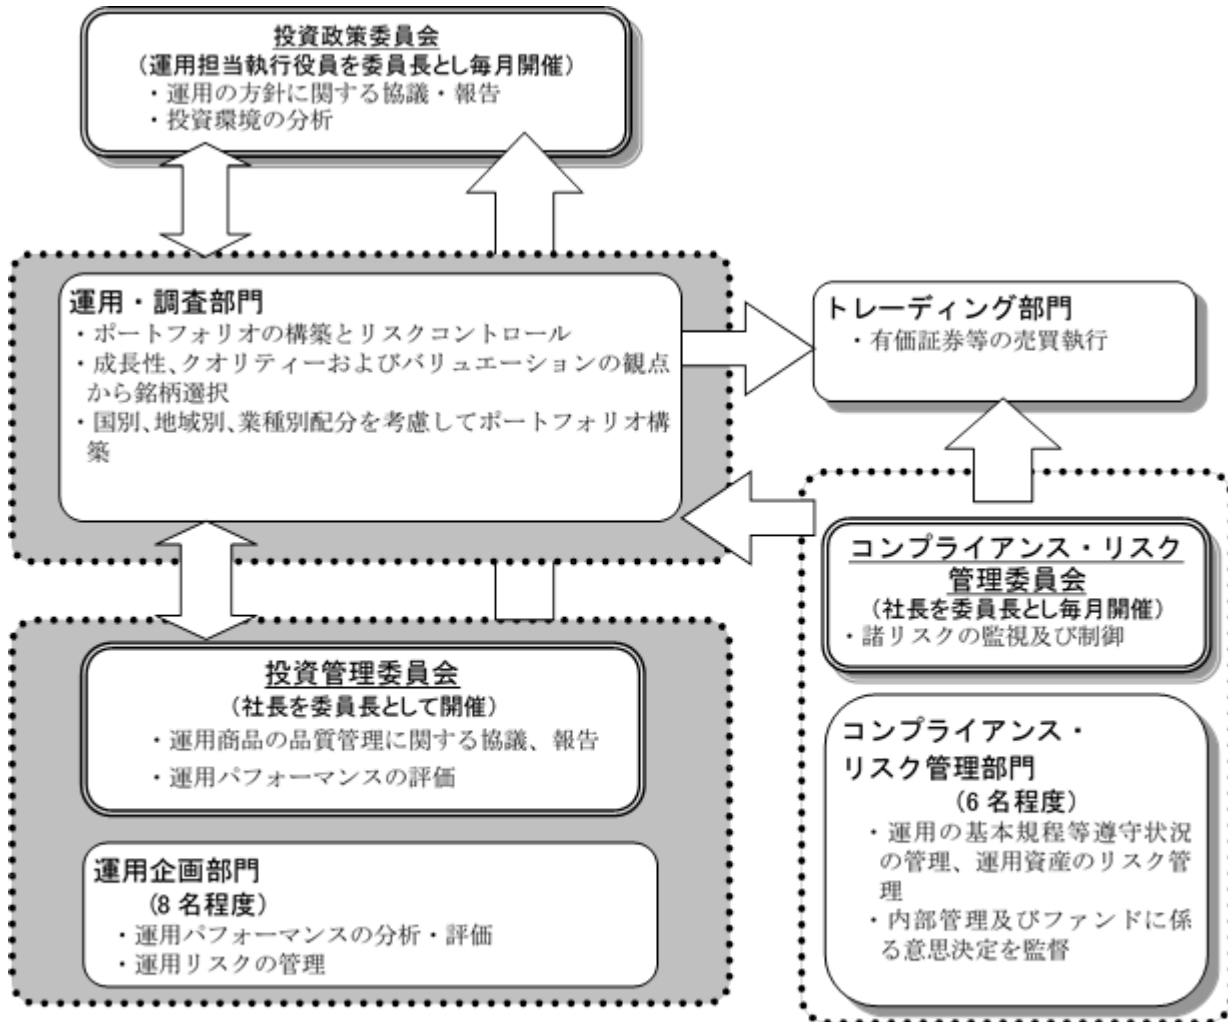 投資政策委員会
(運用担当執行役員を委員長とし毎月開催)
・運用の方針に関する協議・報告
・投資環境の分析
運用・調査部門
・ポートフォリオの構築とリスクコントロール
・成長性、クオリティーおよびバリュエーションの観点
から銘柄選択
・国別、地域別、業種別配分を考慮してポートフォリオ構
築
トレーディング部門
・有価証券等の売買執行
コンプライアンス・リスク
管理委員会
(社長を委員長とし毎月開催)
・諸リスクの監視及び制御
投資管理委員会
(社長を委員長として開催)
・運用商品の品質管理に関する協議、報告
・運用パフォーマンスの評価
コンプライアンス・
リスク管理部門
(6 名程度)
・運用の基本規程等遵守状況
の管理、運用資産のリスク管
理
・内部管理及びファンドに係
る意思決定を監督
運用企画部門
(8 名程度)
・運用パフォーマンスの分析・評価
・運用リスクの管理